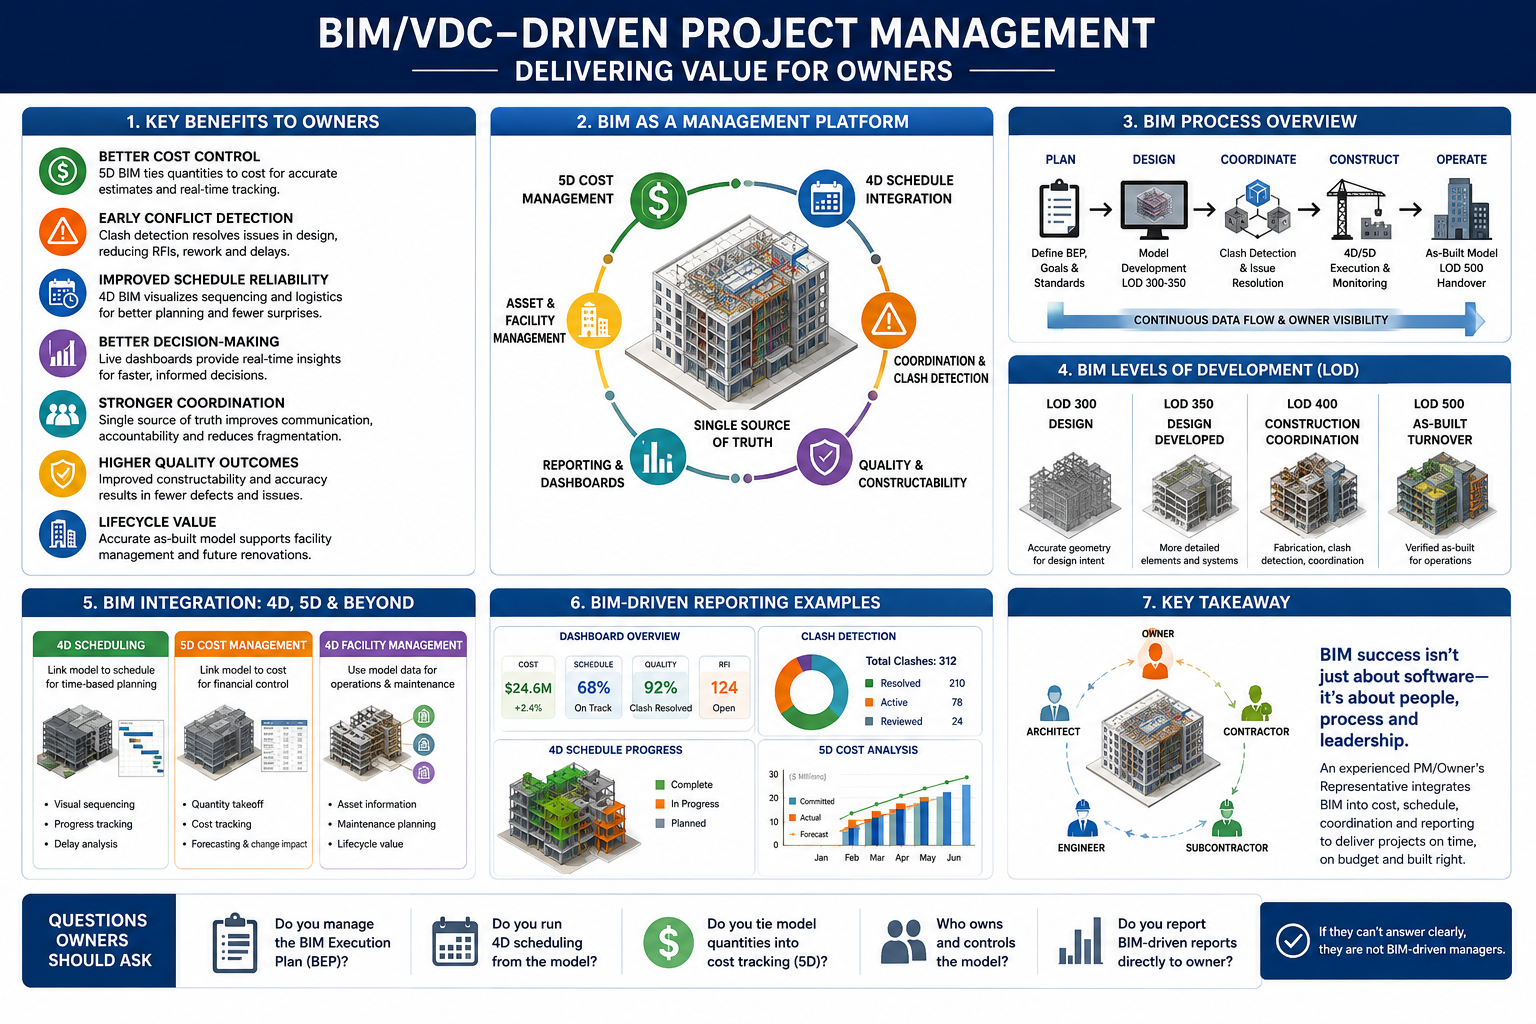 BIM/VDC–DRIVEN PROJECT MANAGEMENT
DELIVERING VALUE FOR OWNERS
1. KEY BENEFITS TO OWNERS
BETTER COST CONTROL
5D BIM ties quantities to cost for accurate
estimates and real-time tracking.
EARLY CONFLICT DETECTION
Clash detection resolves issues in design,
reducing RFIs, rework and delays.
IMPROVED SCHEDULE RELIABILITY
4D BIM visualizes sequencing and logistics
for better planning and fewer surprises.
BETTER DECISION-MAKING
Live dashboards provide real-time insights
for faster, informed decisions.
STRONGER COORDINATION
Single source of truth improves communication,
accountability and reduces fragmentation.
HIGHER QUALITY OUTCOMES
Improved constructability and accuracy
results in fewer defects and issues.
LIFECYCLE VALUE
Accurate as-built model supports facility
management and future renovations.
2. BIM AS A MANAGEMENT PLATFORM
5D COST
MANAGEMENT
4D SCHEDULE
INTEGRATION
ASSET &
FACILITY
MANAGEMENT
COORDINATION &
CLASH DETECTION
SINGLE SOURCE
OF TRUTH
REPORTING &
DASHBOARDS
QUALITY &
CONSTRUCTABILITY
3. BIM PROCESS OVERVIEW
PLAN
DESIGN
COORDINATE
CONSTRUCT
OPERATE
Define BEP,
Goals &
Standards
Model
Development
LOD 300-350
Clash Detection
& Issue
Resolution
4D/5D
Execution &
Monitoring
As-Built Model
LOD 500
Handover
CONTINUOUS DATA FLOW & OWNER VISIBILITY
4. BIM LEVELS OF DEVELOPMENT (LOD)
LOD 300
DESIGN
Accurate geometry
for design intent
LOD 350
DESIGN
DEVELOPED
More detailed
elements and systems
LOD 400
CONSTRUCTION
COORDINATION
Fabrication, clash
detection, coordination
LOD 500
AS-BUILT
TURNOVER
Verified as-built
for operations
5. BIM INTEGRATION: 4D, 5D & BEYOND
4D SCHEDULING
Link model to schedule
for time-based planning
• Visual sequencing
• Progress tracking
• Delay analysis
5D COST MANAGEMENT
Link model to cost
for financial control
• Quantity takeoff
• Cost tracking
• Forecasting & change impact
4D FACILITY MANAGEMENT
Use model data for
operations & maintenance
• Asset information
• Maintenance planning
• Lifecycle value
6. BIM-DRIVEN REPORTING EXAMPLES
DASHBOARD OVERVIEW
COST
$24.6M
+2.4%
SCHEDULE
68%
On Track
QUALITY
92%
Clash Resolved
RFI
124
Open
CLASH DETECTION
Total Clashes: 312
Resolved 210
Active 78
Reviewed 24
4D SCHEDULE PROGRESS
Complete
In Progress
Planned
5D COST ANALYSIS
($ Millions)
30
20
10
0
Committed
Actual
Forecast
Jan Feb Mar Apr May Jun
7. KEY TAKEAWAY
OWNER
ARCHITECT
CONTRACTOR
ENGINEER
SUBCONTRACTOR
BIM success isn't
just about software—
it's about people,
process and
leadership.
An experienced PM/Owner's
Representative integrates
BIM into cost, schedule,
coordination and reporting
to deliver projects on time,
on budget and built right.
QUESTIONS
OWNERS
SHOULD ASK
Do you manage
the BIM Execution
Plan (BEP)?
Do you run
4D scheduling
from the model?
Do you tie model
quantities into
cost tracking (5D)?
Who owns
and controls
the model?
Do you report
BIM-driven reports
directly to owner?
If they can't answer clearly,
they are not BIM-driven managers.